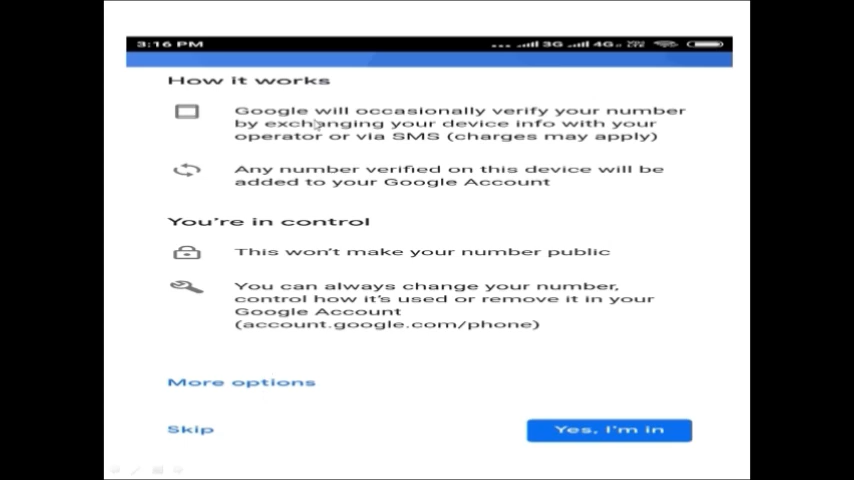 3:16 PM
3G 4G
How it works
Google will occasionally verify your number
by exchanging your device info with your
operator or via SMS (charges may apply)
Any number verified on this device will be
added to your Google Account
You're in control
This won't make your number public
You can always change your number,
control how it's used or remove it in your
Google Account
(account.google.com/phone)
More options
Skip
Yes, I'm in